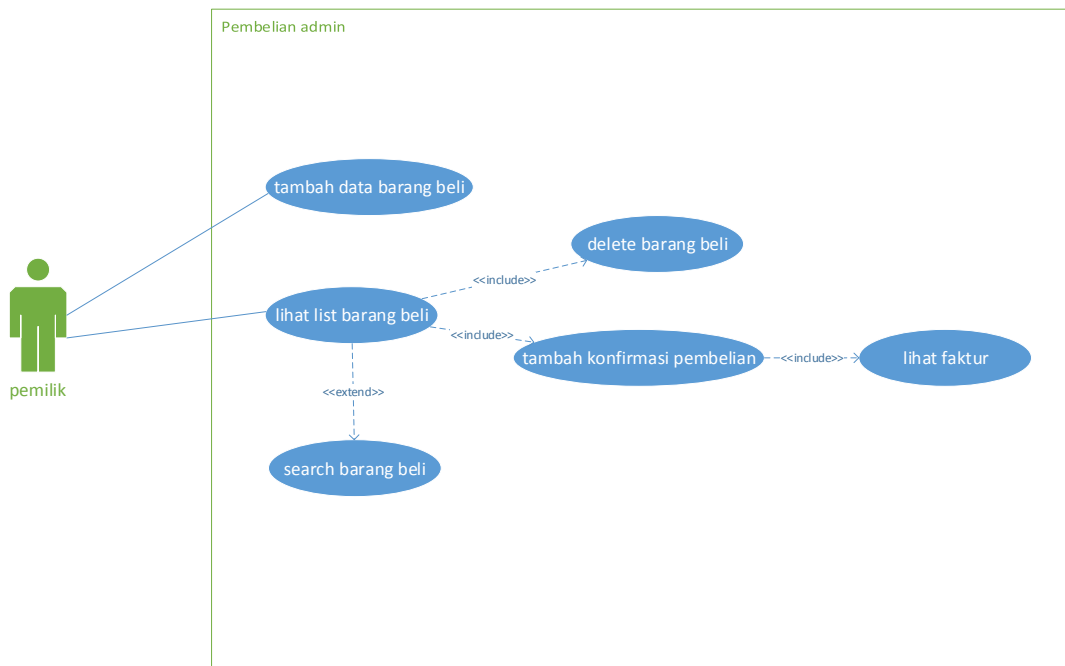 Pembelian admin
tambah data barang beli
delete barang beli
<<include>>
lihat list barang beli
<<include>>
tambah konfirmasi pembelian
<<include>>
lihat faktur
pemilik
<<extend>>
search barang beli